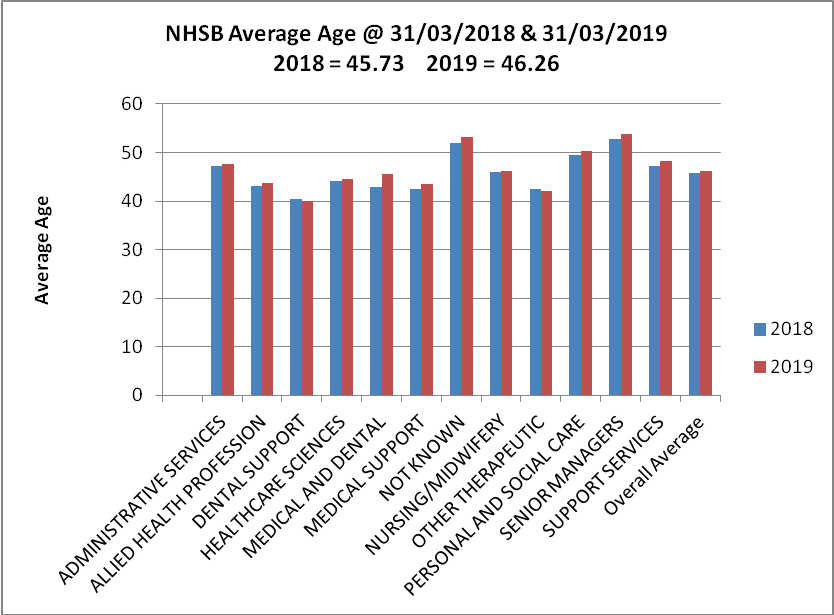 NHSB Average Age @ 31/03/2018 & 31/03/2019
2018 = 45.73    2019 = 46.26
Average Age
60
50
40
30
20
10
0
ADMINISTRATIVE SERVICES
ALLIED HEALTH PROFESSION
DENTAL SUPPORT
HEALTHCARE SCIENCES
MEDICAL AND DENTAL
MEDICAL SUPPORT
NOT KNOWN
NURSING/MIDWIFERY
OTHER THERAPEUTIC
PERSONAL AND SOCIAL CARE
SENIOR MANAGERS
SUPPORT SERVICES
Overall Average
2018
2019